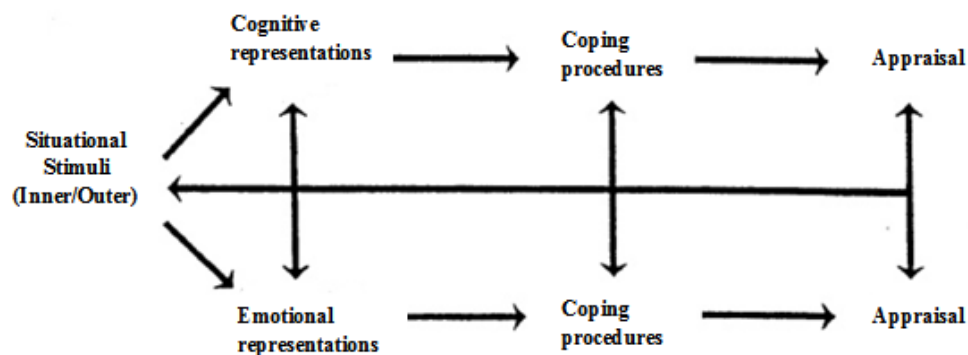 Cognitive
representations
Coping
procedures
Appraisal
Situational
Stimuli
(Inner/Outer)
Emotional
representations
Coping
procedures
Appraisal